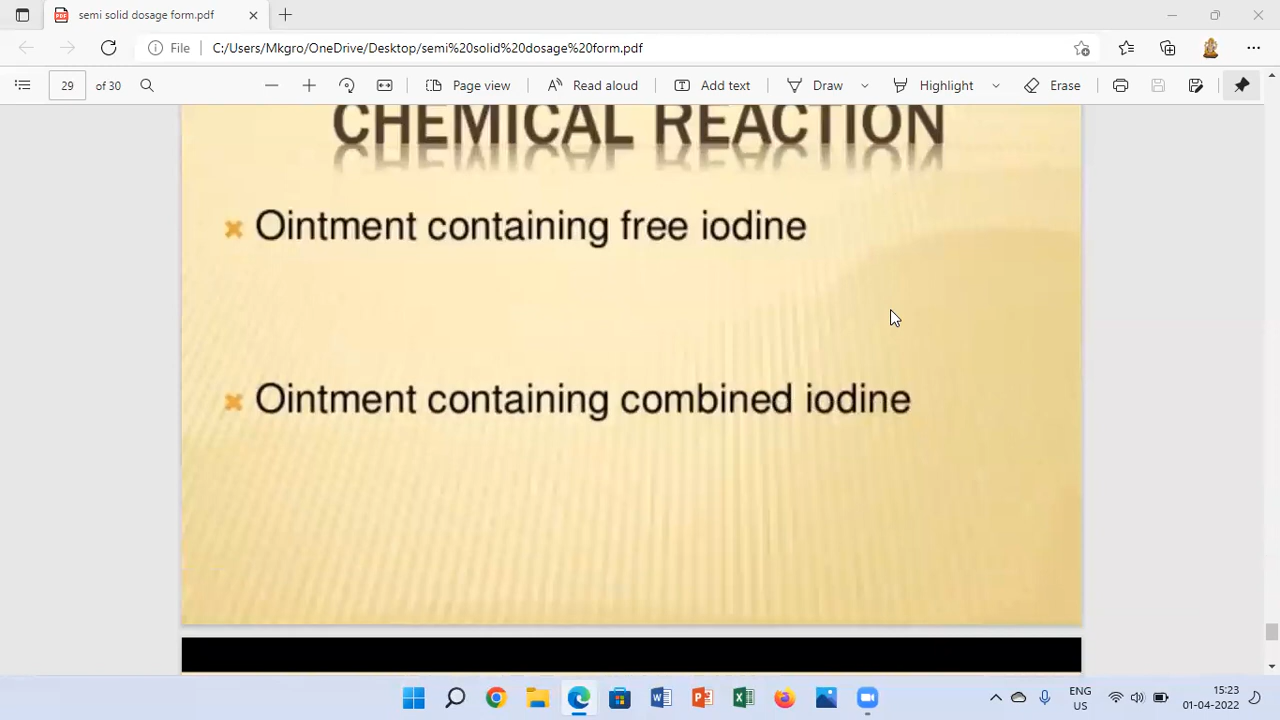 semi solid dosage form.pdf
File C:/Users/Mkgro/OneDrive/Desktop/semi%20solid%20dosage%20form.pdf
29 of 30 Page view Read aloud Add text Draw Highlight Erase
CHEMICAL REACTION
Ointment containing free iodine
Ointment containing combined iodine
ENG 15:23
US 01-04-2022